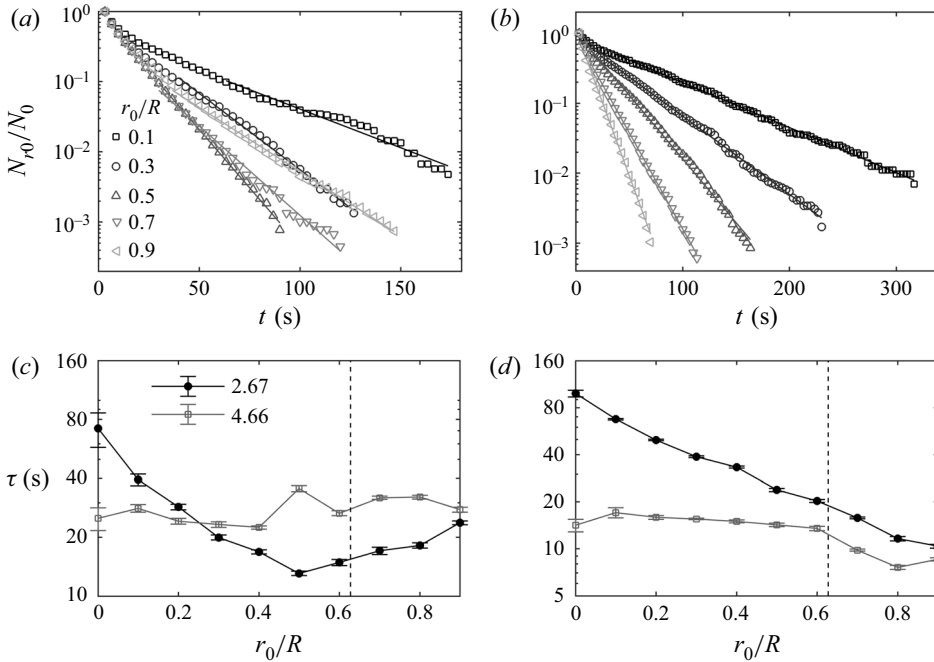 (a)
(b)
10^0
10^-1
10^-2
10^-3
N_{r0}/N_0
r_0/R
0.1
0.3
0.5
0.7
0.9
0 50 100 150
t (s)
10^0
10^-1
10^-2
10^-3
0 100 200 300
t (s)
(c)
(d)
160
80
40
20
10
τ (s)
2.67
4.66
0 0.2 0.4 0.6 0.8
r_0/R
160
80
40
20
10
5
0 0.2 0.4 0.6 0.8
r_0/R